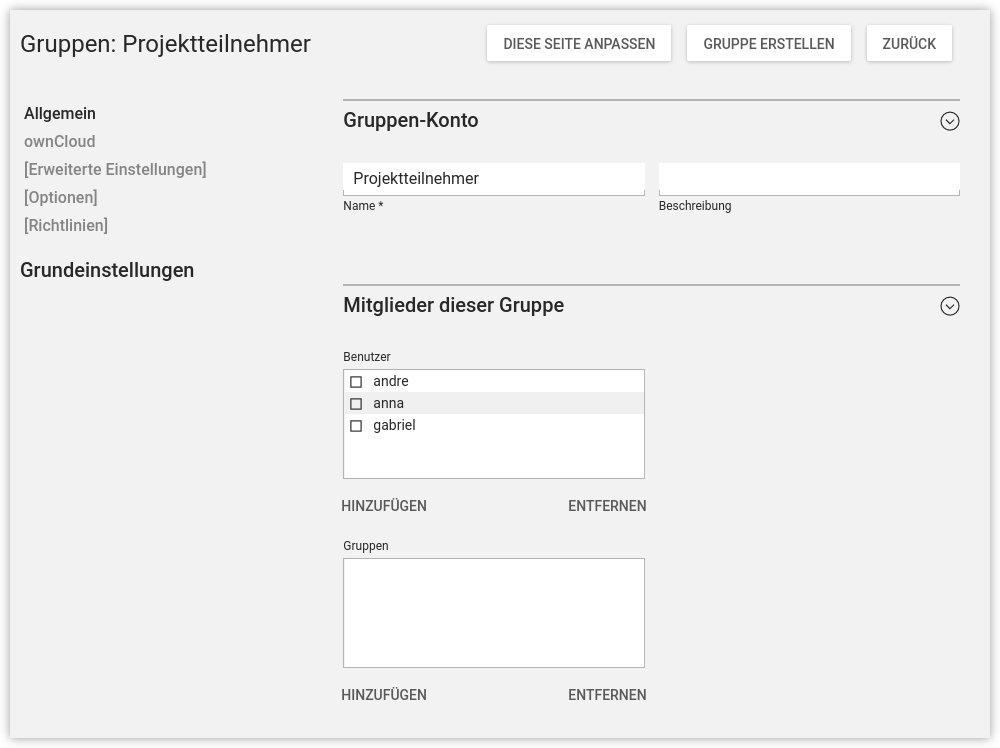 Gruppen: Projektteilnehmer
DIESE SEITE ANPASSEN
GRUPPE ERSTELLEN
ZURÜCK
Allgemein
ownCloud
[Erweiterte Einstellungen]
[Optionen]
[Richtlinien]
Grundeinstellungen
Gruppen-Konto
Projektteilnehmer
Name *
Beschreibung
Mitglieder dieser Gruppe
Benutzer
andre
anna
gabriel
HINZUFÜGEN
ENTFERNEN
Gruppen
HINZUFÜGEN
ENTFERNEN